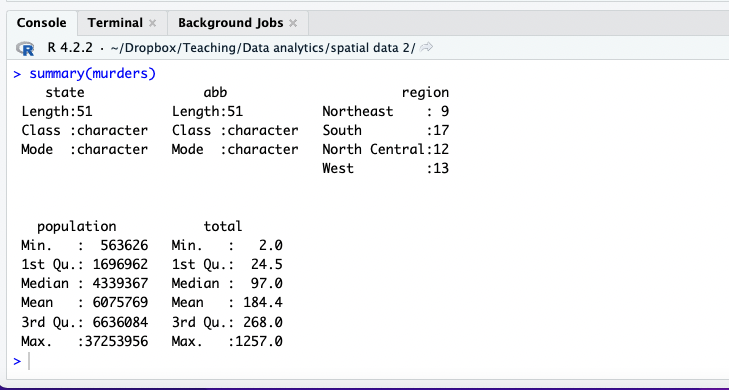 Console Terminal × Background Jobs ×
R 4.2.2 · ~/Dropbox/Teaching/Data analytics/spatial data 2/
> summary(murders)
    state               abb                      region
 Length:51          Length:51          Northeast    : 9
 Class :character   Class :character   South        :17
 Mode  :character   Mode  :character   North Central:12
                                       West         :13
   population           total
 Min.   :  563626   Min.   :   2.0
 1st Qu.: 1696962   1st Qu.:  24.5
 Median : 4339367   Median :  97.0
 Mean   : 6075769   Mean   : 184.4
 3rd Qu.: 6636084   3rd Qu.: 268.0
 Max.   :37253956   Max.   :1257.0
>